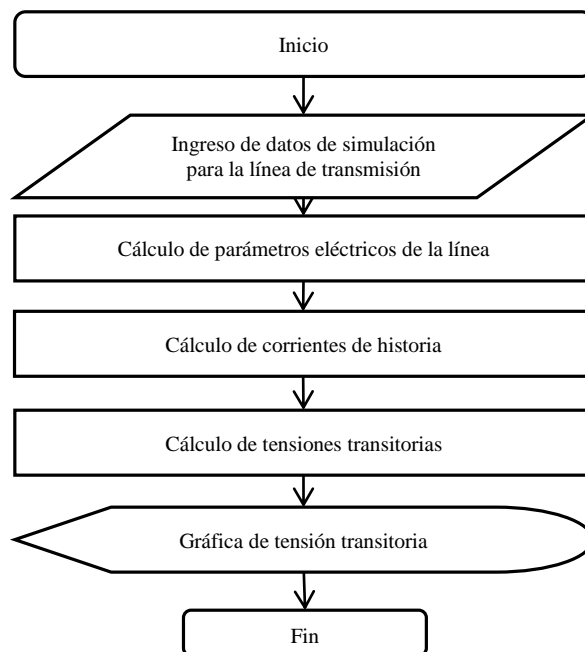 Inicio
Ingreso de datos de simulación
para la línea de transmisión
Cálculo de parámetros eléctricos de la línea
Cálculo de corrientes de historia
Cálculo de tensiones transitorias
Gráfica de tensión transitoria
Fin